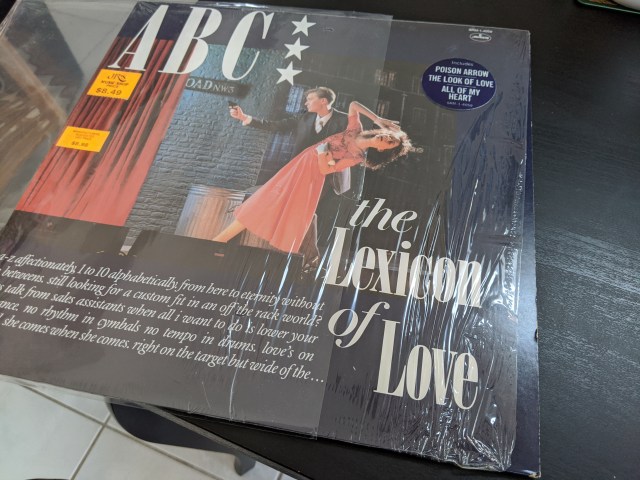 ABC
$8.49
includes
POISON ARROW
THE LOOK OF LOVE
ALL OF MY
HEART
the
Lexicon
of
Love
affectionately, 1 to 10 alphabetically, from here to eternity without
betweens, still looking for a custom fit in an off the rack world?
talk from sales assistants when all i want to do is lower your
no rhythm in cymbals no tempo in drums, love's on
she comes when she comes, right on the target but wide of the...